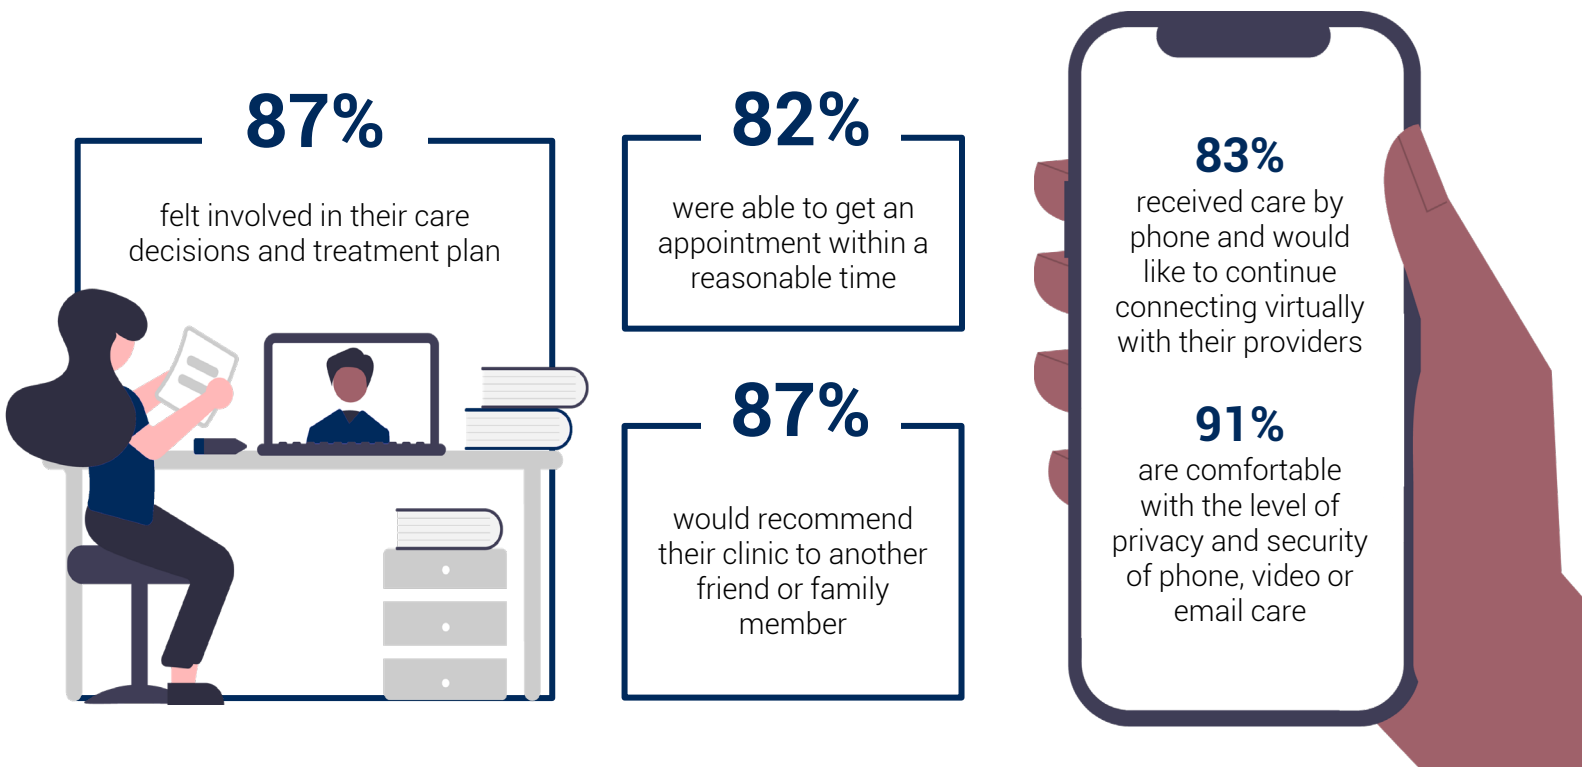 87%
felt involved in their care
decisions and treatment plan
82%
were able to get an
appointment within a
reasonable time
87%
would recommend
their clinic to another
friend or family
member
83%
received care by
phone and would
like to continue
connecting virtually
with their providers
91%
are comfortable
with the level of
privacy and security
of phone, video or
email care